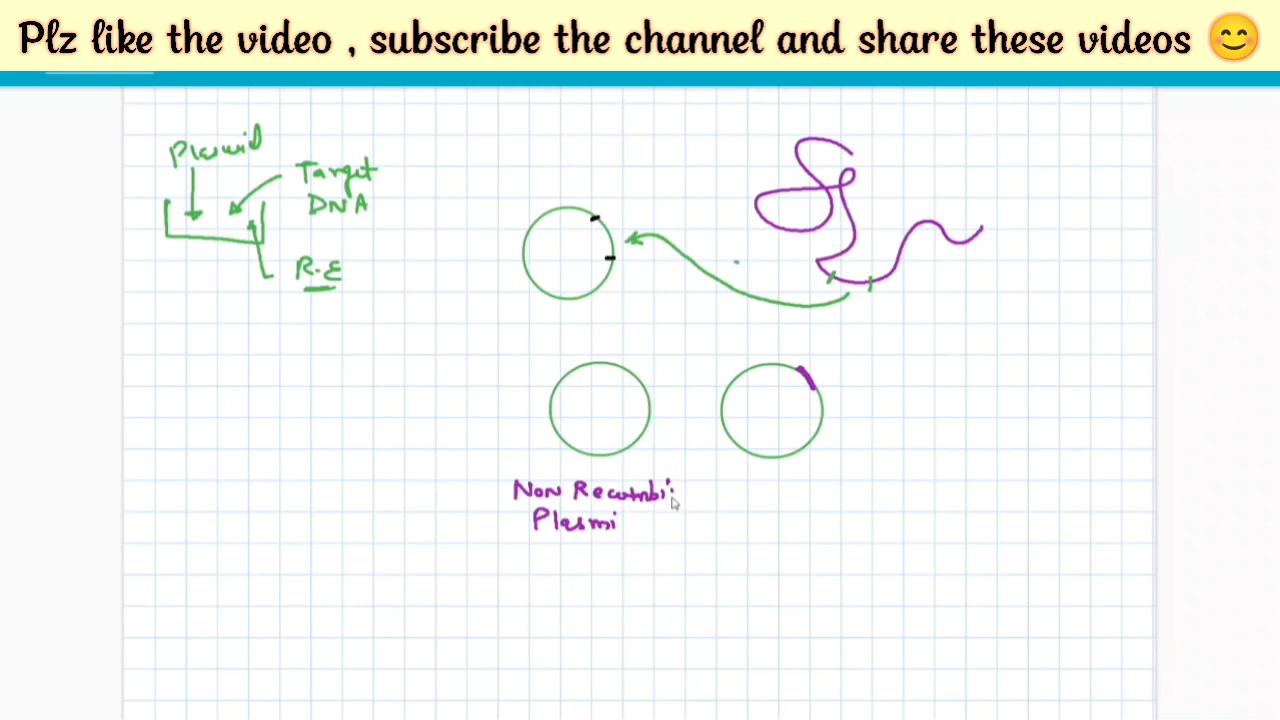 Plz like the video , subscribe the channel and share these videos 😊
Plasmid
Target
DNA
R.E
Non Recombi
Plasmi